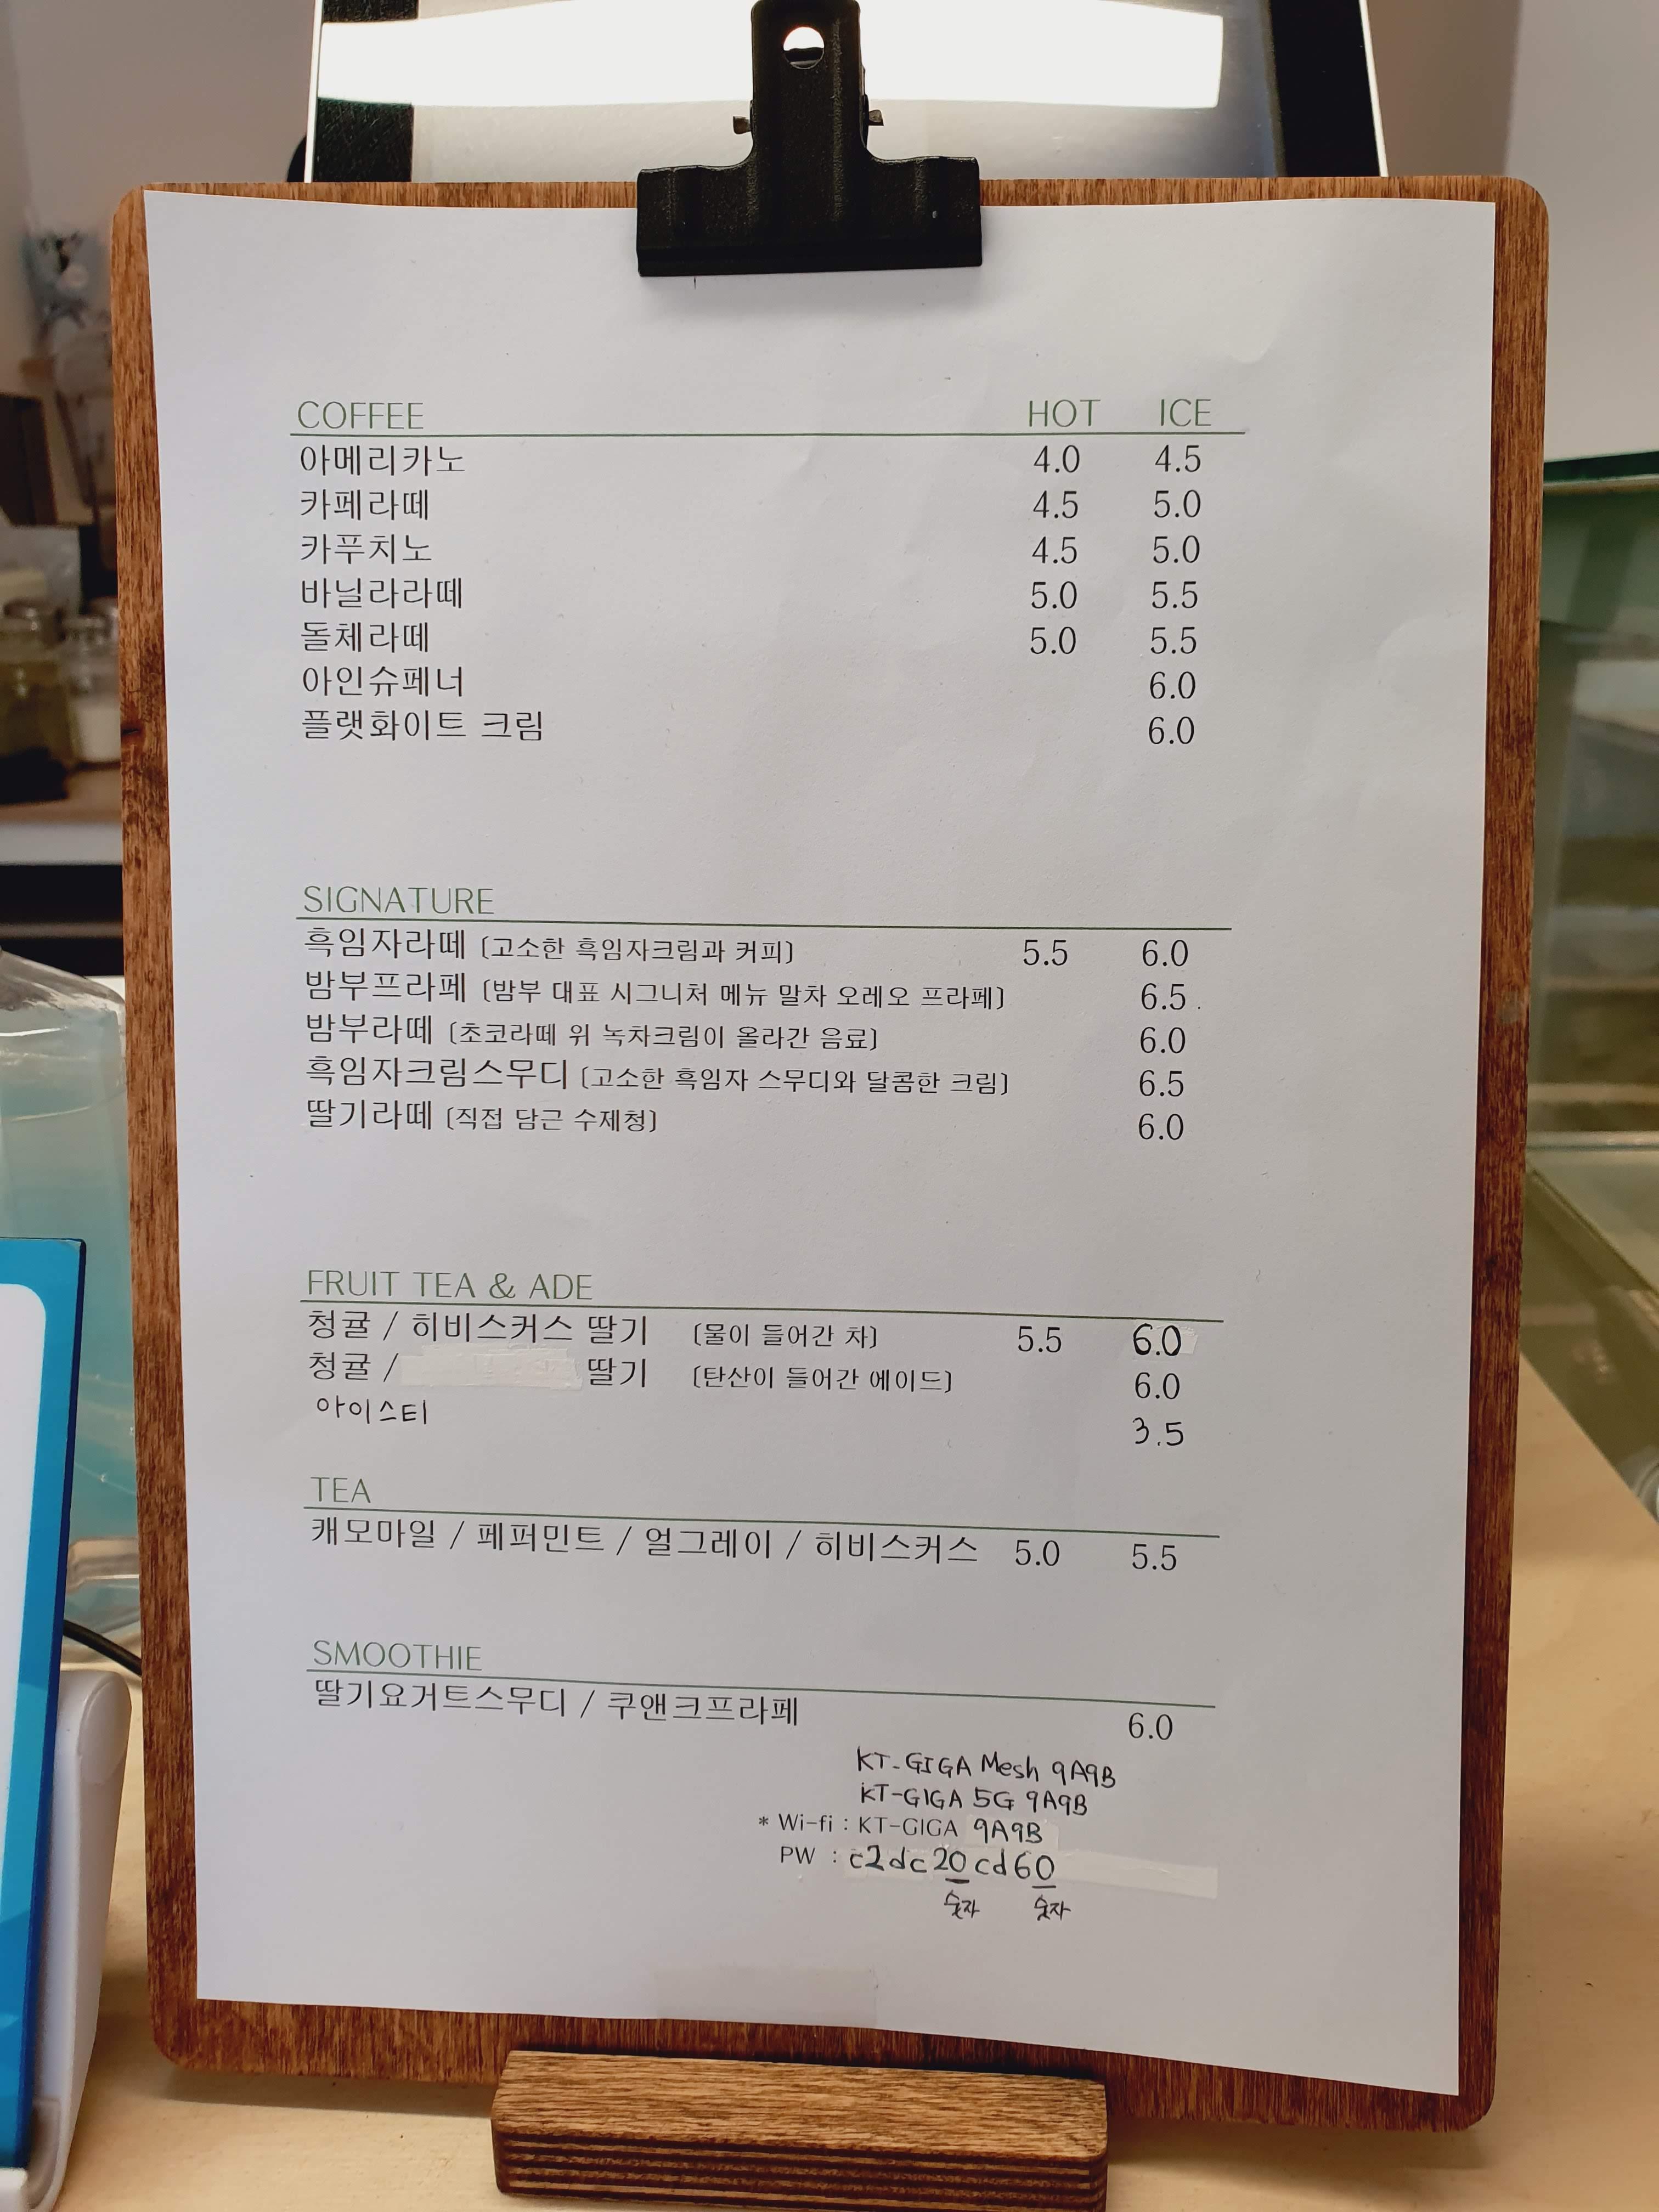 COFFEE HOT ICE
아메리카노 4.0 4.5
카페라떼 4.5 5.0
카푸치노 4.5 5.0
바닐라라떼 5.0 5.5
돌체라떼 5.0 5.5
아인슈페너 6.0
플랫화이트 크림 6.0
SIGNATURE
흑임자라떼 (고소한 흑임자크림과 커피) 5.5 6.0
밤부프라페 (밤부 대표 시그니처 메뉴 말차 오레오 프라페) 6.5
밤부라떼 (초코라떼 위 녹차크림이 올라간 음료) 6.0
흑임자크림스무디 (고소한 흑임자 스무디와 달콤한 크림) 6.5
딸기라떼 (직접 담근 수제청) 6.0
FRUIT TEA & ADE
청귤 / 히비스커스 딸기 (물이 들어간 차) 5.5 6.0
청귤 / 딸기 (탄산이 들어간 에이드) 6.0
아이스티 3.5
TEA
캐모마일 / 페퍼민트 / 얼그레이 / 히비스커스 5.0 5.5
SMOOTHIE
딸기요거트스무디 / 쿠앤크프라페 6.0
KT-GIGA Mesh 9A9B
KT-GIGA 5G 9A9B
* Wi-fi : KT-GIGA 9A9B
PW : c2dc20cd60
숫자 숫자